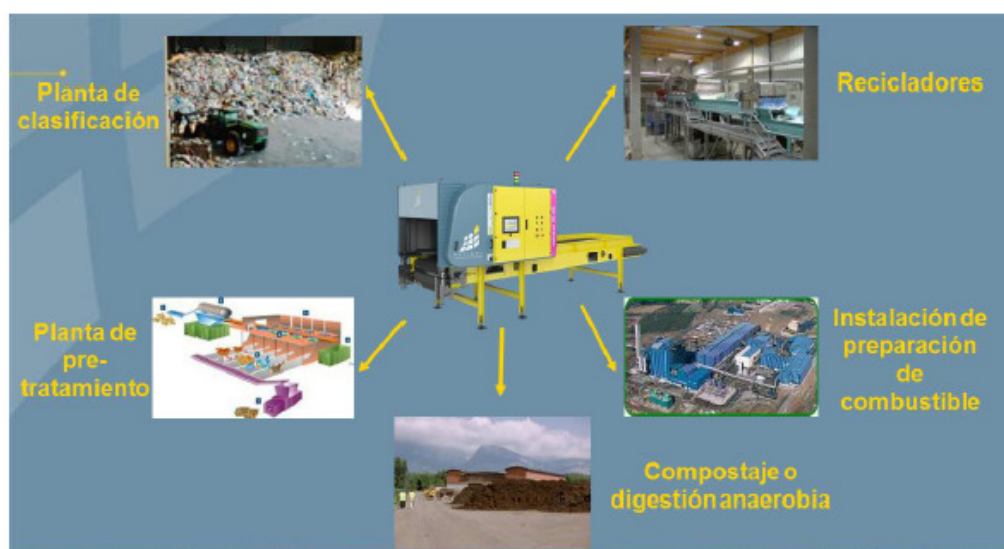 Planta de
clasificación
Recicladores
Planta de
pre-
tratamiento
Instalación de
preparación
de
combustible
Compostaje o
digestión anaerobia